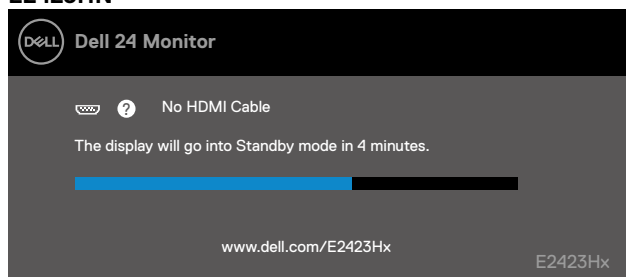 E2423HN
DELL Dell 24 Monitor
? No HDMI Cable
The display will go into Standby mode in 4 minutes.
www.dell.com/E2423Hx
E2423Hx